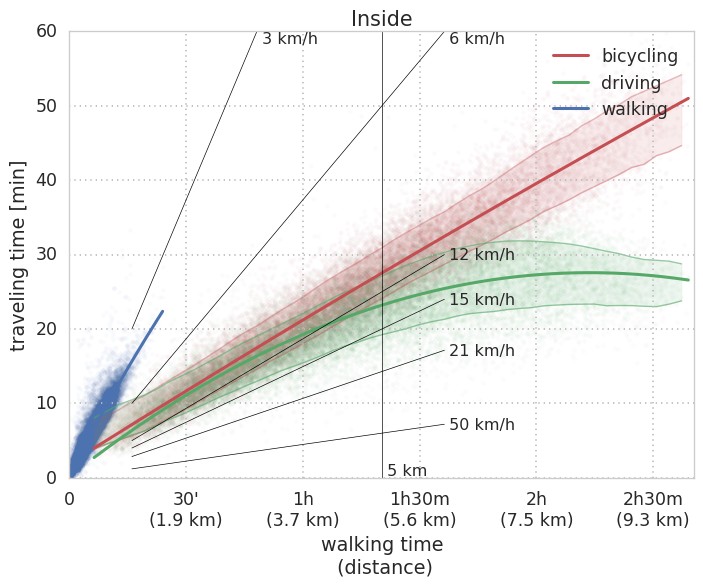 Inside
60
50
40
30
20
10
0
traveling time [min]
3 km/h
6 km/h
bicycling
driving
walking
12 km/h
15 km/h
21 km/h
50 km/h
5 km
0 30' 1h 1h30m 2h 2h30m
(1.9 km) (3.7 km) (5.6 km) (7.5 km) (9.3 km)
walking time
(distance)